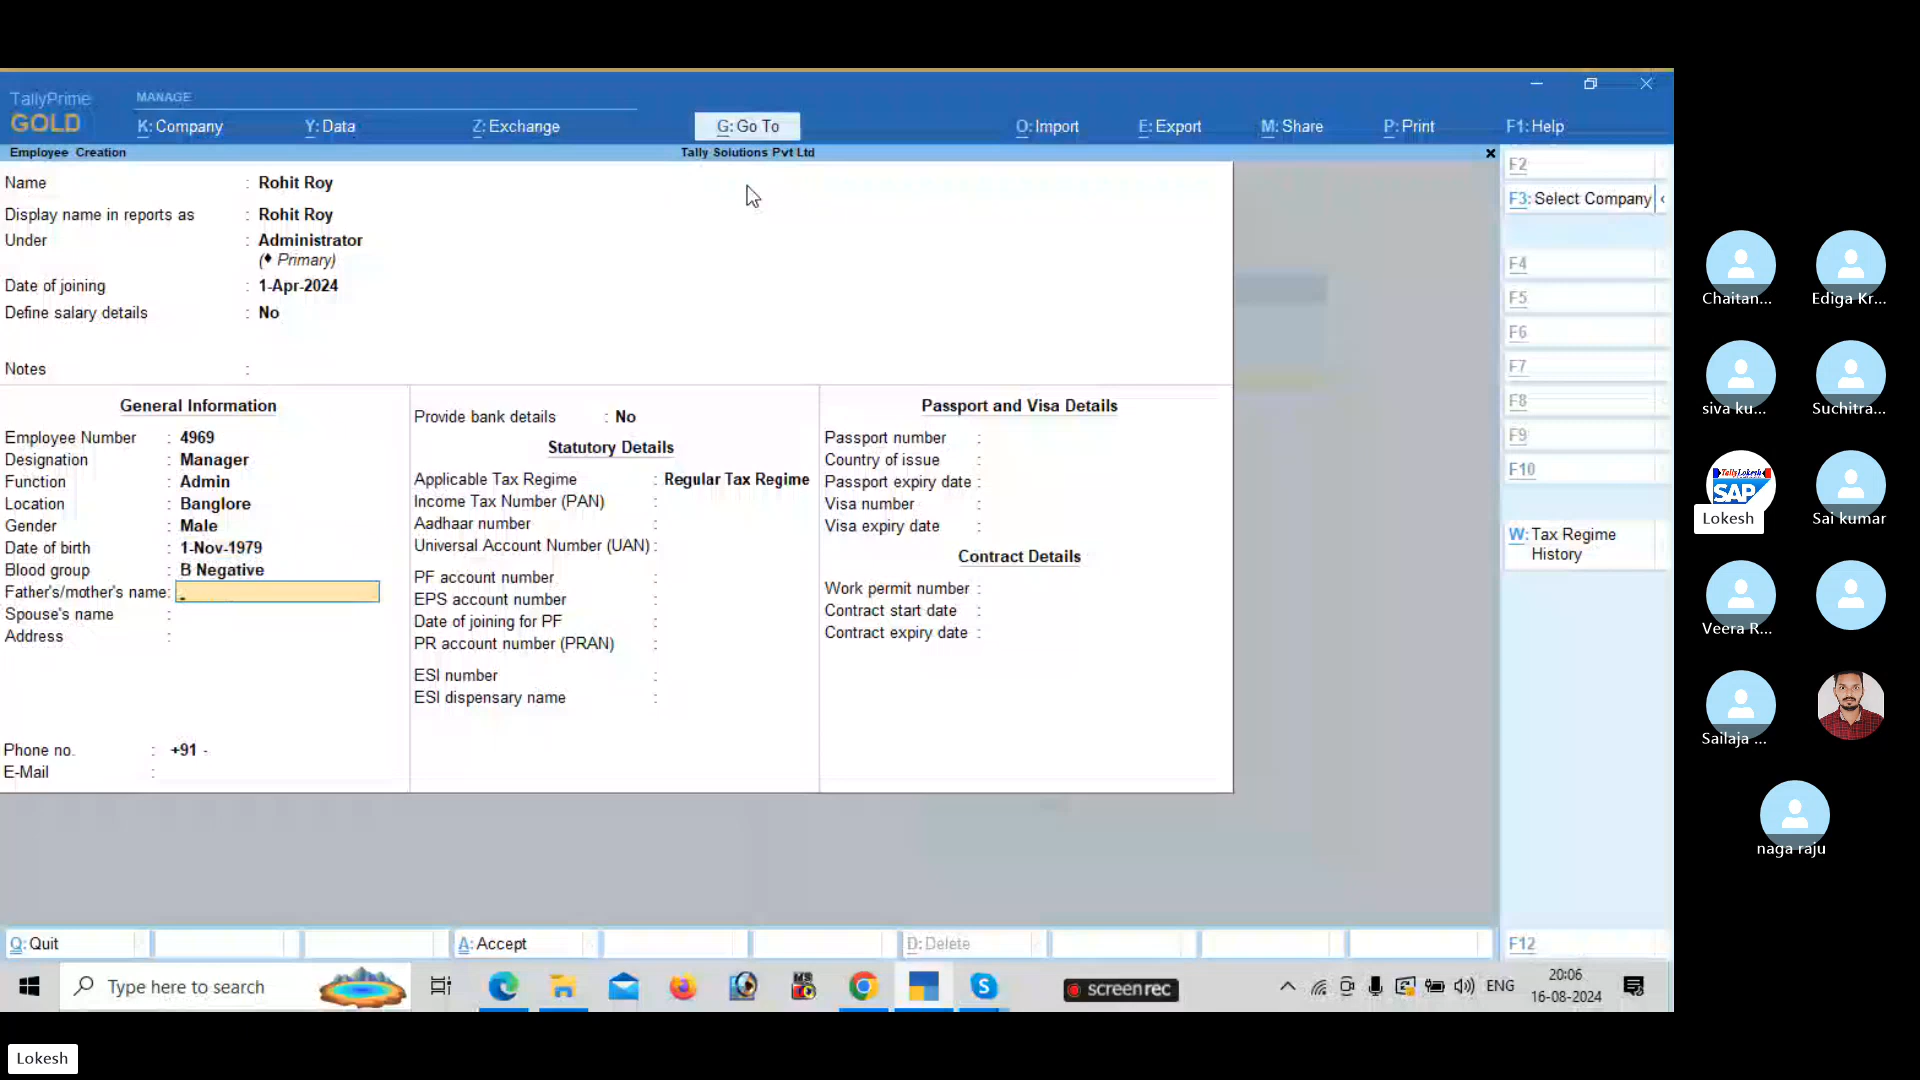 TallyPrime
GOLD
MANAGE
K: Company
Y: Data
Z: Exchange
G: Go To
O: Import
E: Export
M: Share
P: Print
F1: Help
Employee Creation
Tally Solutions Pvt Ltd
Name : Rohit Roy
Display name in reports as : Rohit Roy
Under : Administrator
(♦ Primary)
Date of joining : 1-Apr-2024
Define salary details : No
Notes :
General Information
Employee Number : 4969
Designation : Manager
Function : Admin
Location : Banglore
Gender : Male
Date of birth : 1-Nov-1979
Blood group : B Negative
Father's/mother's name:
Spouse's name :
Address :
Phone no. : +91 -
E-Mail :
Provide bank details : No
Statutory Details
Applicable Tax Regime : Regular Tax Regime
Income Tax Number (PAN) :
Aadhaar number :
Universal Account Number (UAN) :
PF account number :
EPS account number :
Date of joining for PF :
PR account number (PRAN) :
ESI number :
ESI dispensary name :
Passport and Visa Details
Passport number :
Country of issue :
Passport expiry date :
Visa number :
Visa expiry date :
Contract Details
Work permit number :
Contract start date :
Contract expiry date :
F2
F3: Select Company
F4
F5
F6
F7
F8
F9
F10
W: Tax Regime
History
F12
Q: Quit
A: Accept
D: Delete
Type here to search
screenrec
ENG
20:06
16-08-2024
Chaitan...
Ediga Kr...
siva ku...
Suchitra...
TallyLokesh
SAP
Lokesh
Sai kumar
Veera R...
Sailaja ...
naga raju
Lokesh